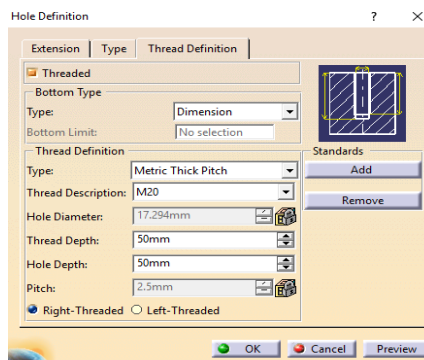 Hole Definition ? ×
Extension Type Thread Definition
Threaded
Bottom Type
Type: Dimension
Bottom Limit: No selection
Thread Definition
Type: Metric Thick Pitch
Thread Description: M20
Hole Diameter: 17.294mm
Thread Depth: 50mm
Hole Depth: 50mm
Pitch: 2.5mm
Right-Threaded Left-Threaded
Standards
Add
Remove
OK Cancel Preview